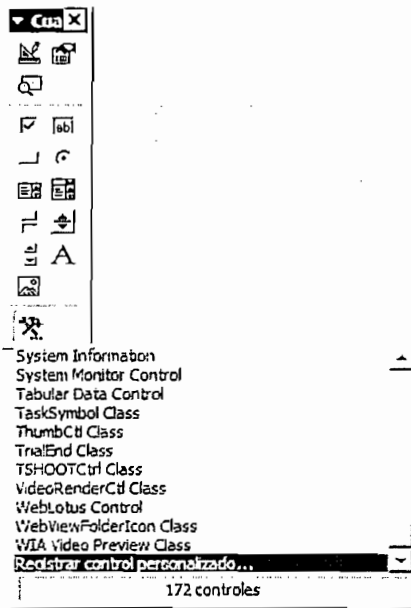 Cua
ab
A
System Information
System Monitor Control
Tabular Data Control
TaskSymbol Class
ThumbCtl Class
TrialEnd Class
TSHOOTCtrl Class
VideoRenderCtl Class
WebLotus Control
WebViewFolderIcon Class
WIA Video Preview Class
Registrar control personalizado...
172 controles